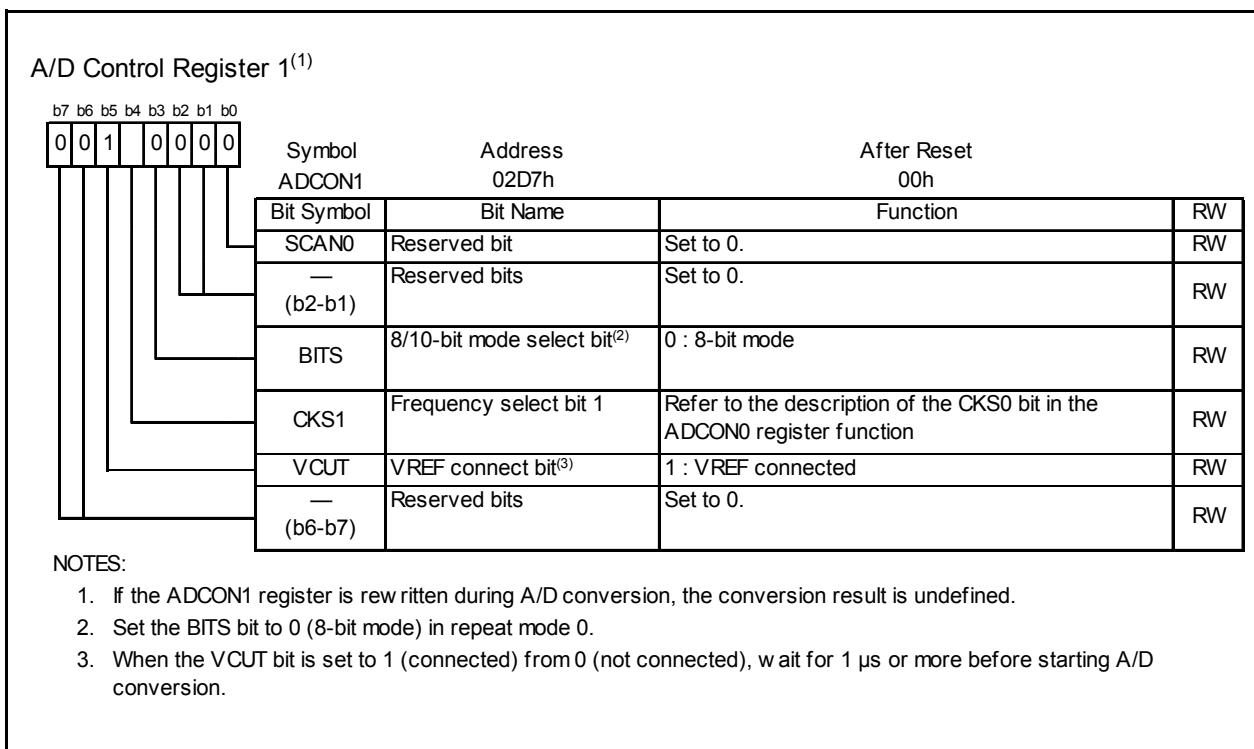 A/D Control Register 1(1)
b7 b6 b5 b4 b3 b2 b1 b0
0 0 1 0 0 0 0
Symbol Address After Reset
ADCON1 02D7h 00h
Bit Symbol Bit Name Function RW
SCAN0 Reserved bit Set to 0. RW
— (b2-b1) Reserved bits Set to 0. RW
BITS 8/10-bit mode select bit(2) 0 : 8-bit mode RW
CKS1 Frequency select bit 1 Refer to the description of the CKS0 bit in the
ADCON0 register function RW
VCUT VREF connect bit(3) 1 : VREF connected RW
— (b6-b7) Reserved bits Set to 0. RW
NOTES:
1. If the ADCON1 register is rewritten during A/D conversion, the conversion result is undefined.
2. Set the BITS bit to 0 (8-bit mode) in repeat mode 0.
3. When the VCUT bit is set to 1 (connected) from 0 (not connected), wait for 1 µs or more before starting A/D
conversion.